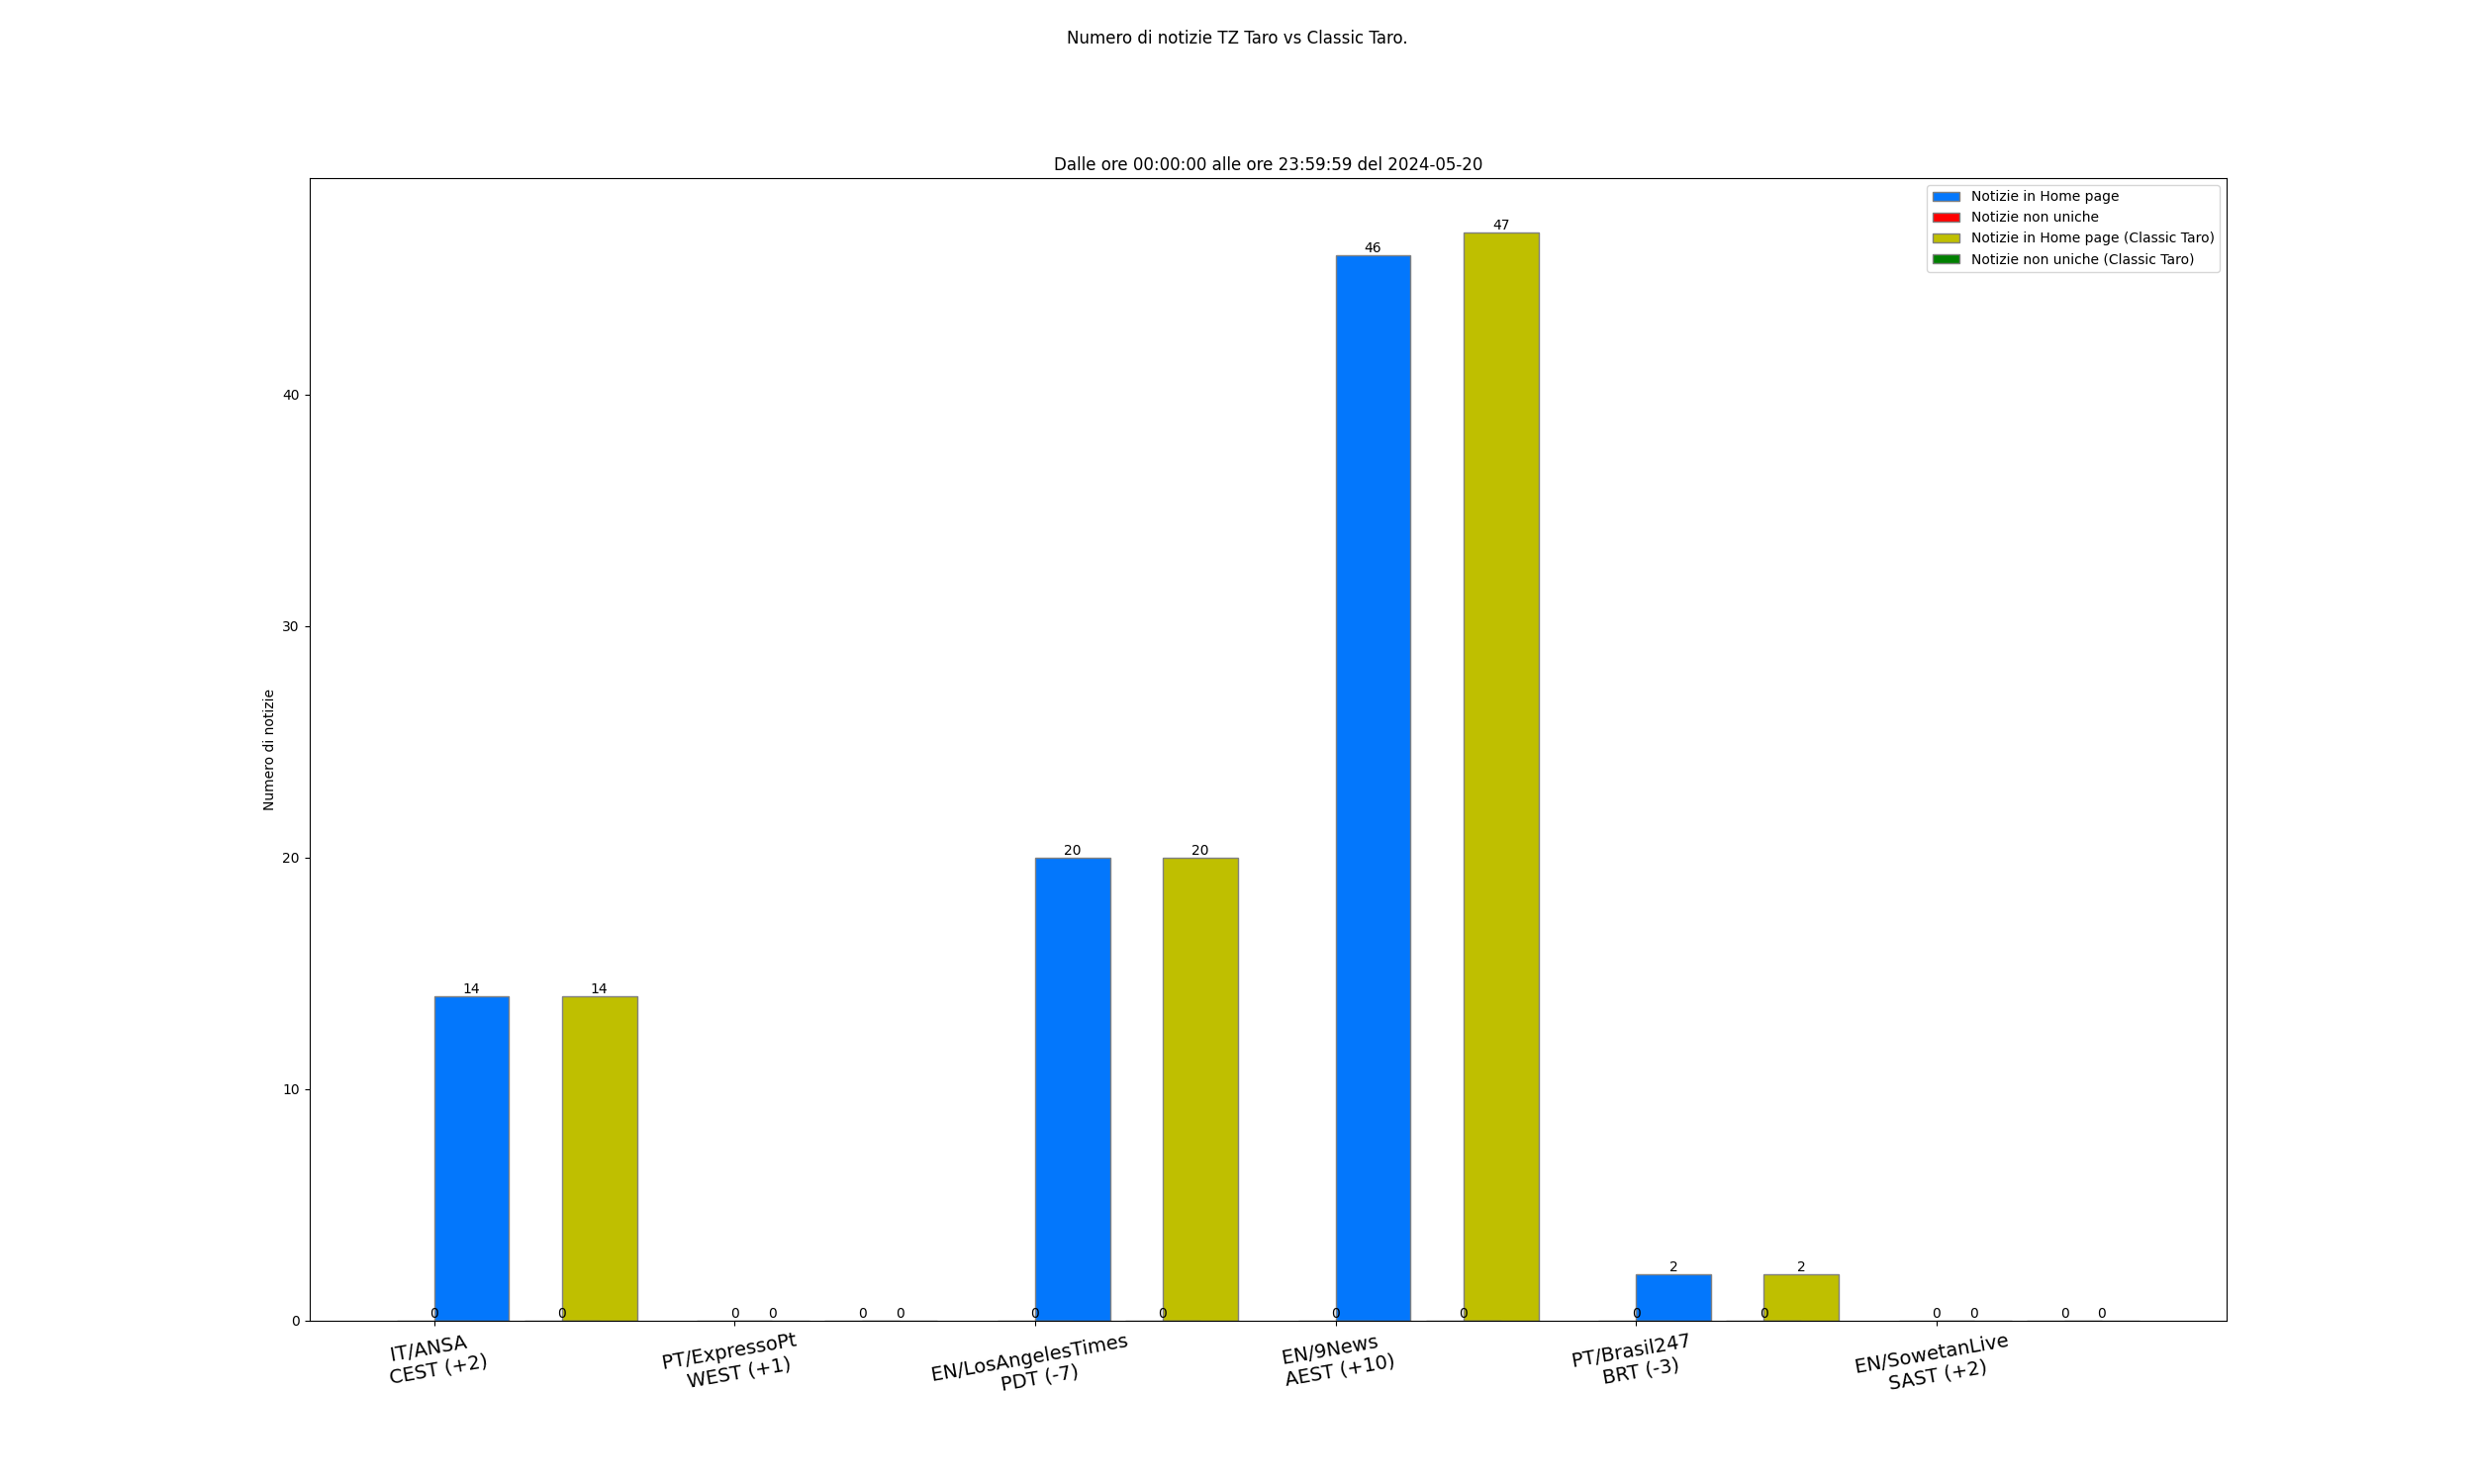 Numero di notizie TZ Taro vs Classic Taro.
Dalle ore 00:00:00 alle ore 23:59:59 del 2024-05-20
Notizie in Home page
Notizie non uniche
Notizie in Home page (Classic Taro)
Notizie non uniche (Classic Taro)
Numero di notizie
40
30
20
10
0
0
14
0
14
0
0
0
0
0
20
0
20
0
46
0
47
0
2
0
2
0
0
0
0
IT/ANSA
CEST (+2)
PT/ExpressoPt
WEST (+1)
EN/LosAngelesTimes
PDT (-7)
EN/9News
AEST (+10)
PT/Brasil247
BRT (-3)
EN/SowetanLive
SAST (+2)